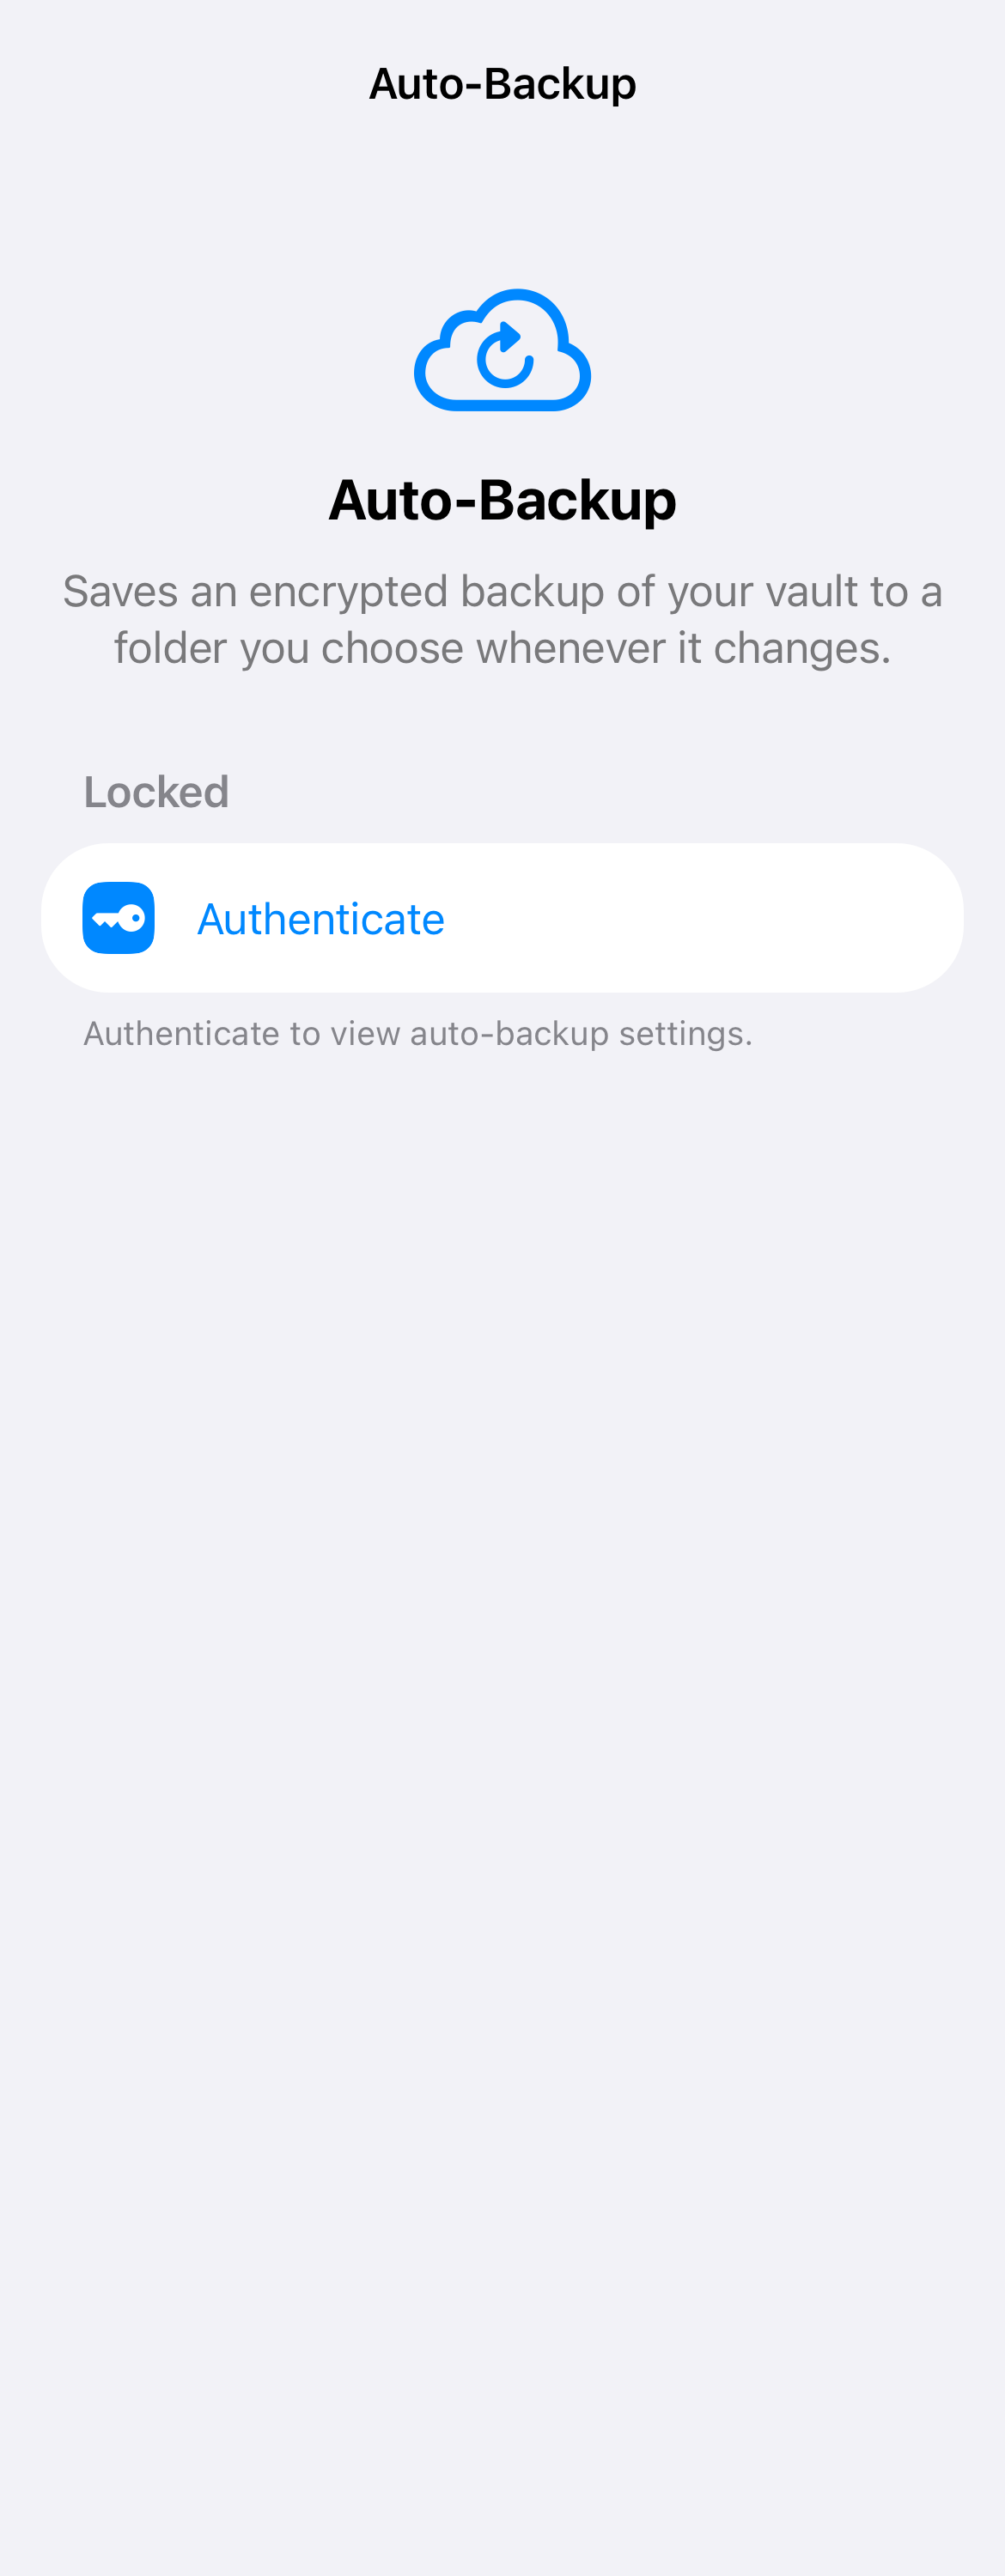 Auto-Backup
Auto-Backup
Saves an encrypted backup of your vault to a
folder you choose whenever it changes.
Locked
Authenticate
Authenticate to view auto-backup settings.